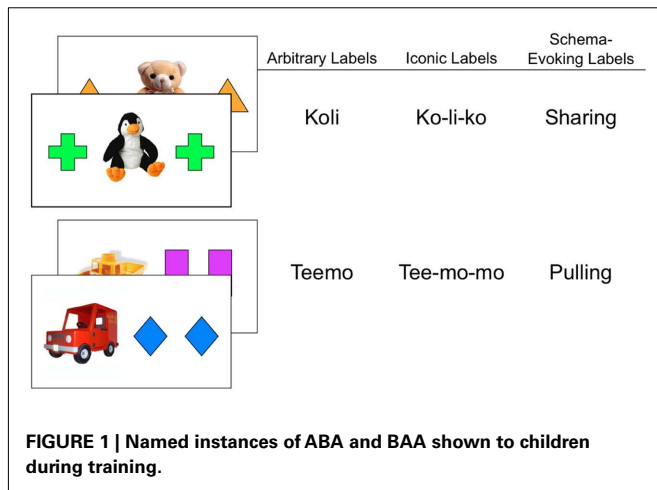 Arbitrary Labels Iconic Labels Schema-
Evoking Labels
Koli Ko-li-ko Sharing
Teemo Tee-mo-mo Pulling
FIGURE 1 | Named instances of ABA and BAA shown to children
during training.